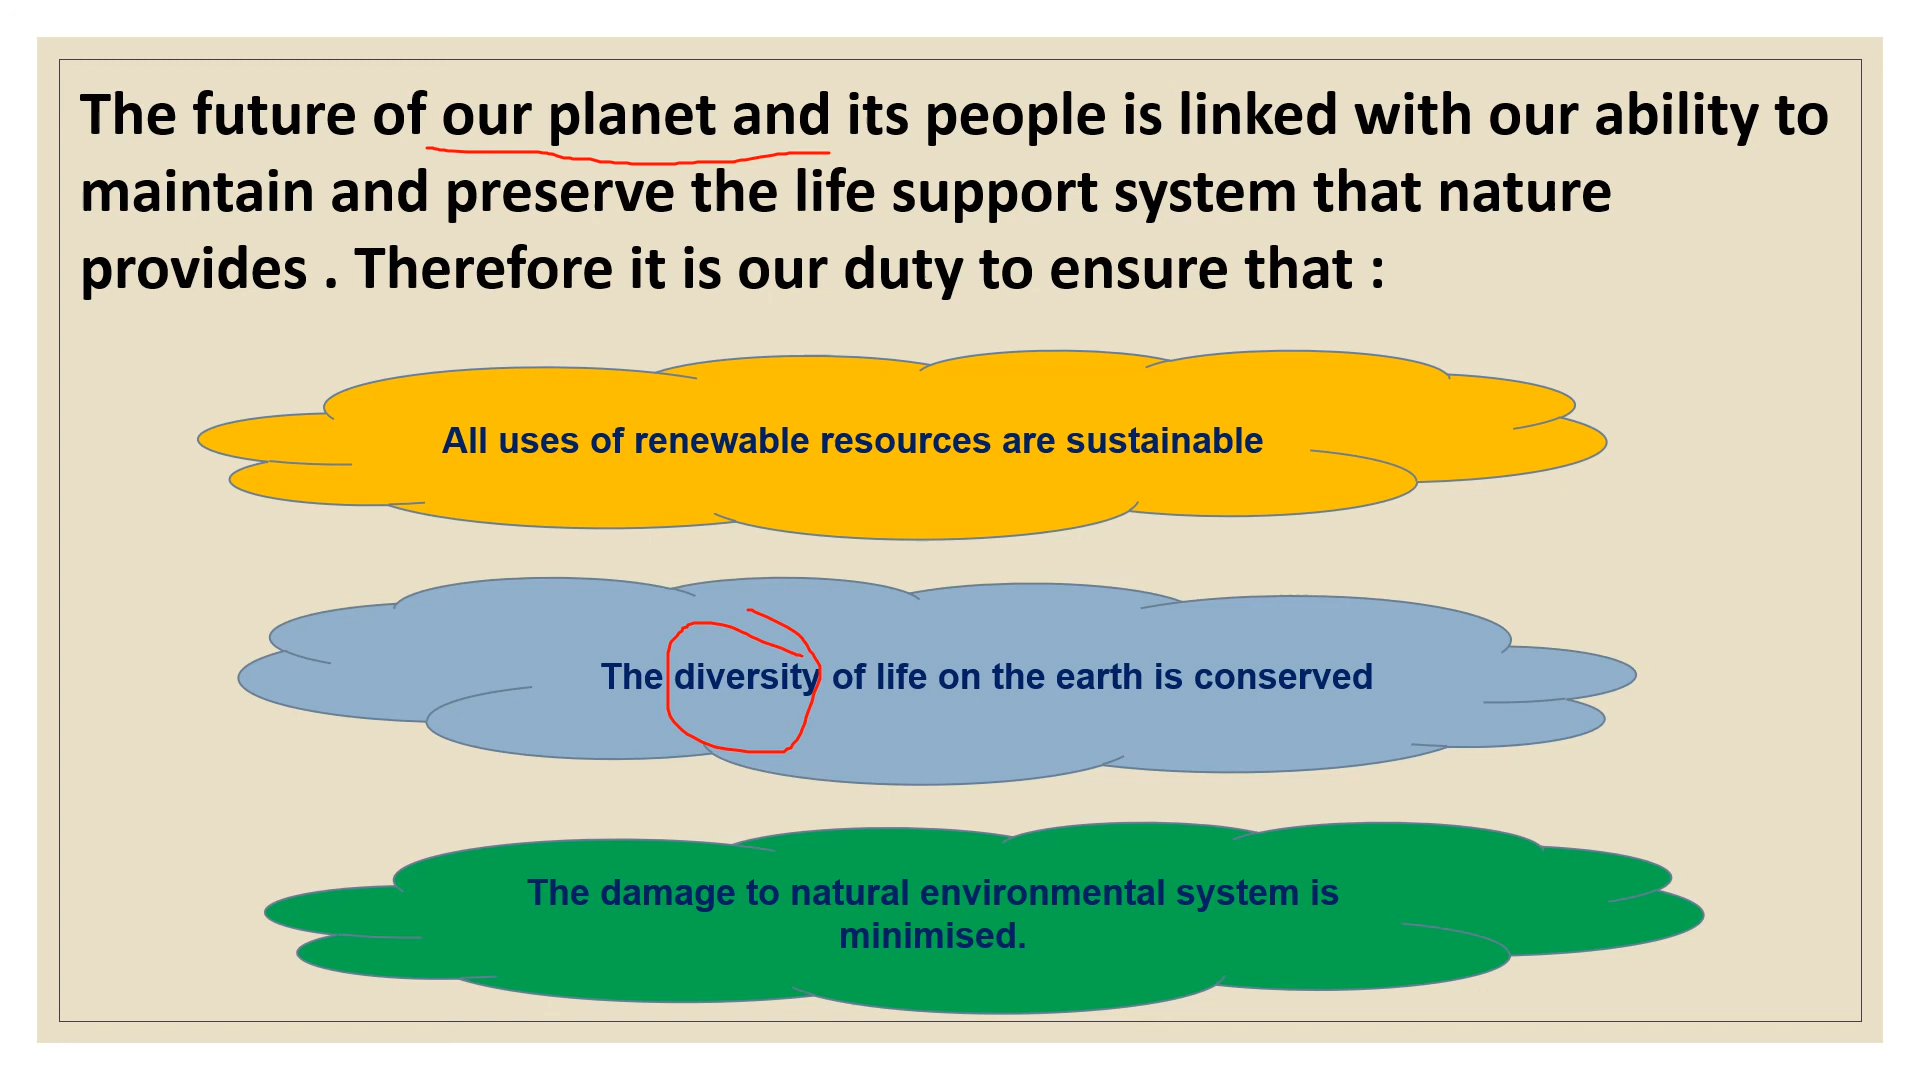 The future of our planet and its people is linked with our ability to
maintain and preserve the life support system that nature
provides . Therefore it is our duty to ensure that :
All uses of renewable resources are sustainable
The diversity of life on the earth is conserved
The damage to natural environmental system is
minimised.